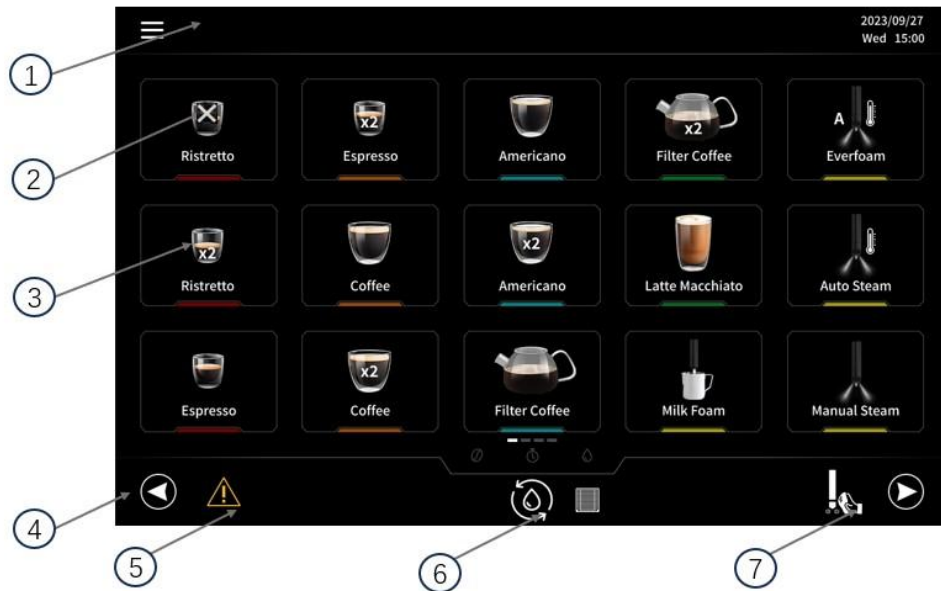 2023/09/27
Wed 15:00
1
2
x2
x2
A
Ristretto
Espresso
Americano
Filter Coffee
Everfoam
3
x2
x2
Ristretto
Coffee
Americano
Latte Macchiato
Auto Steam
x2
Espresso
Coffee
Filter Coffee
Milk Foam
Manual Steam
4
5
6
7